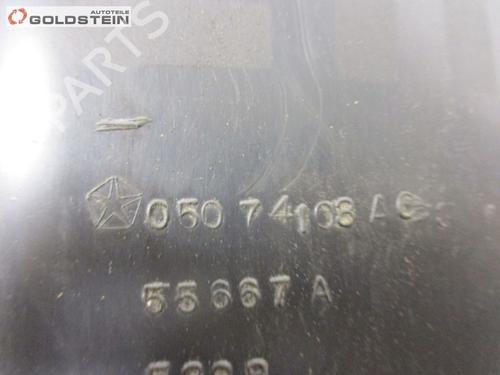 AUTOTEILE
GOLDSTEIN
PARTS
05074108AC
55667A